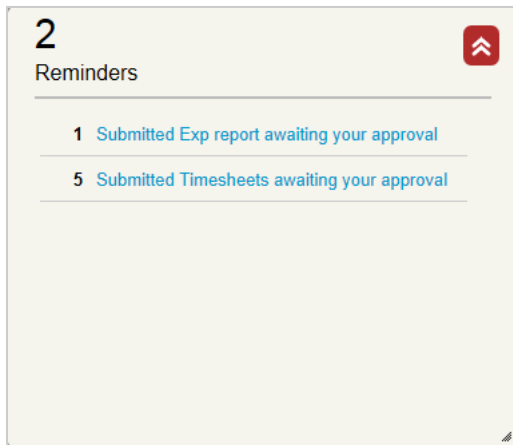 2
Reminders
1 Submitted Exp report awaiting your approval
5 Submitted Timesheets awaiting your approval